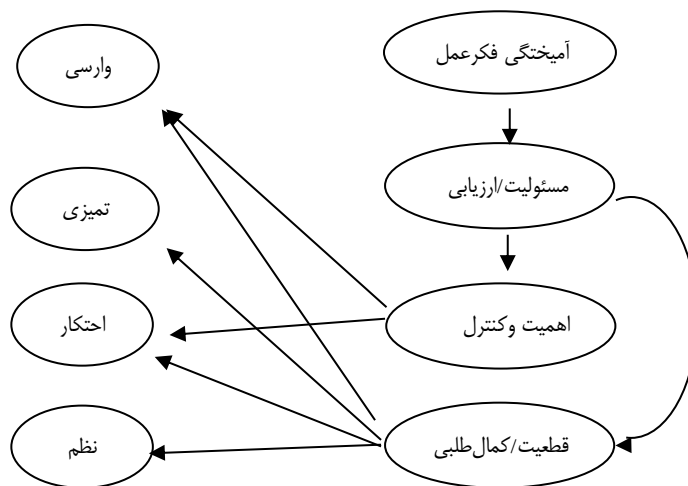 آمیختگی فکرعمل
وارسی
مسئولیت/ارزیابی
تمیزی
اهمیت وکنترل
احتکار
قطعیت/کمال‌طلبی
نظم